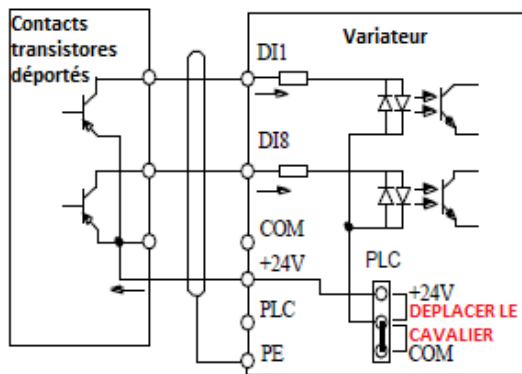 Contacts
transistores
déportés
Variateur
DI1
DI8
COM
+24V
PLC
PE
PLC
+24V
DEPLACER LE
CAVALIER
COM